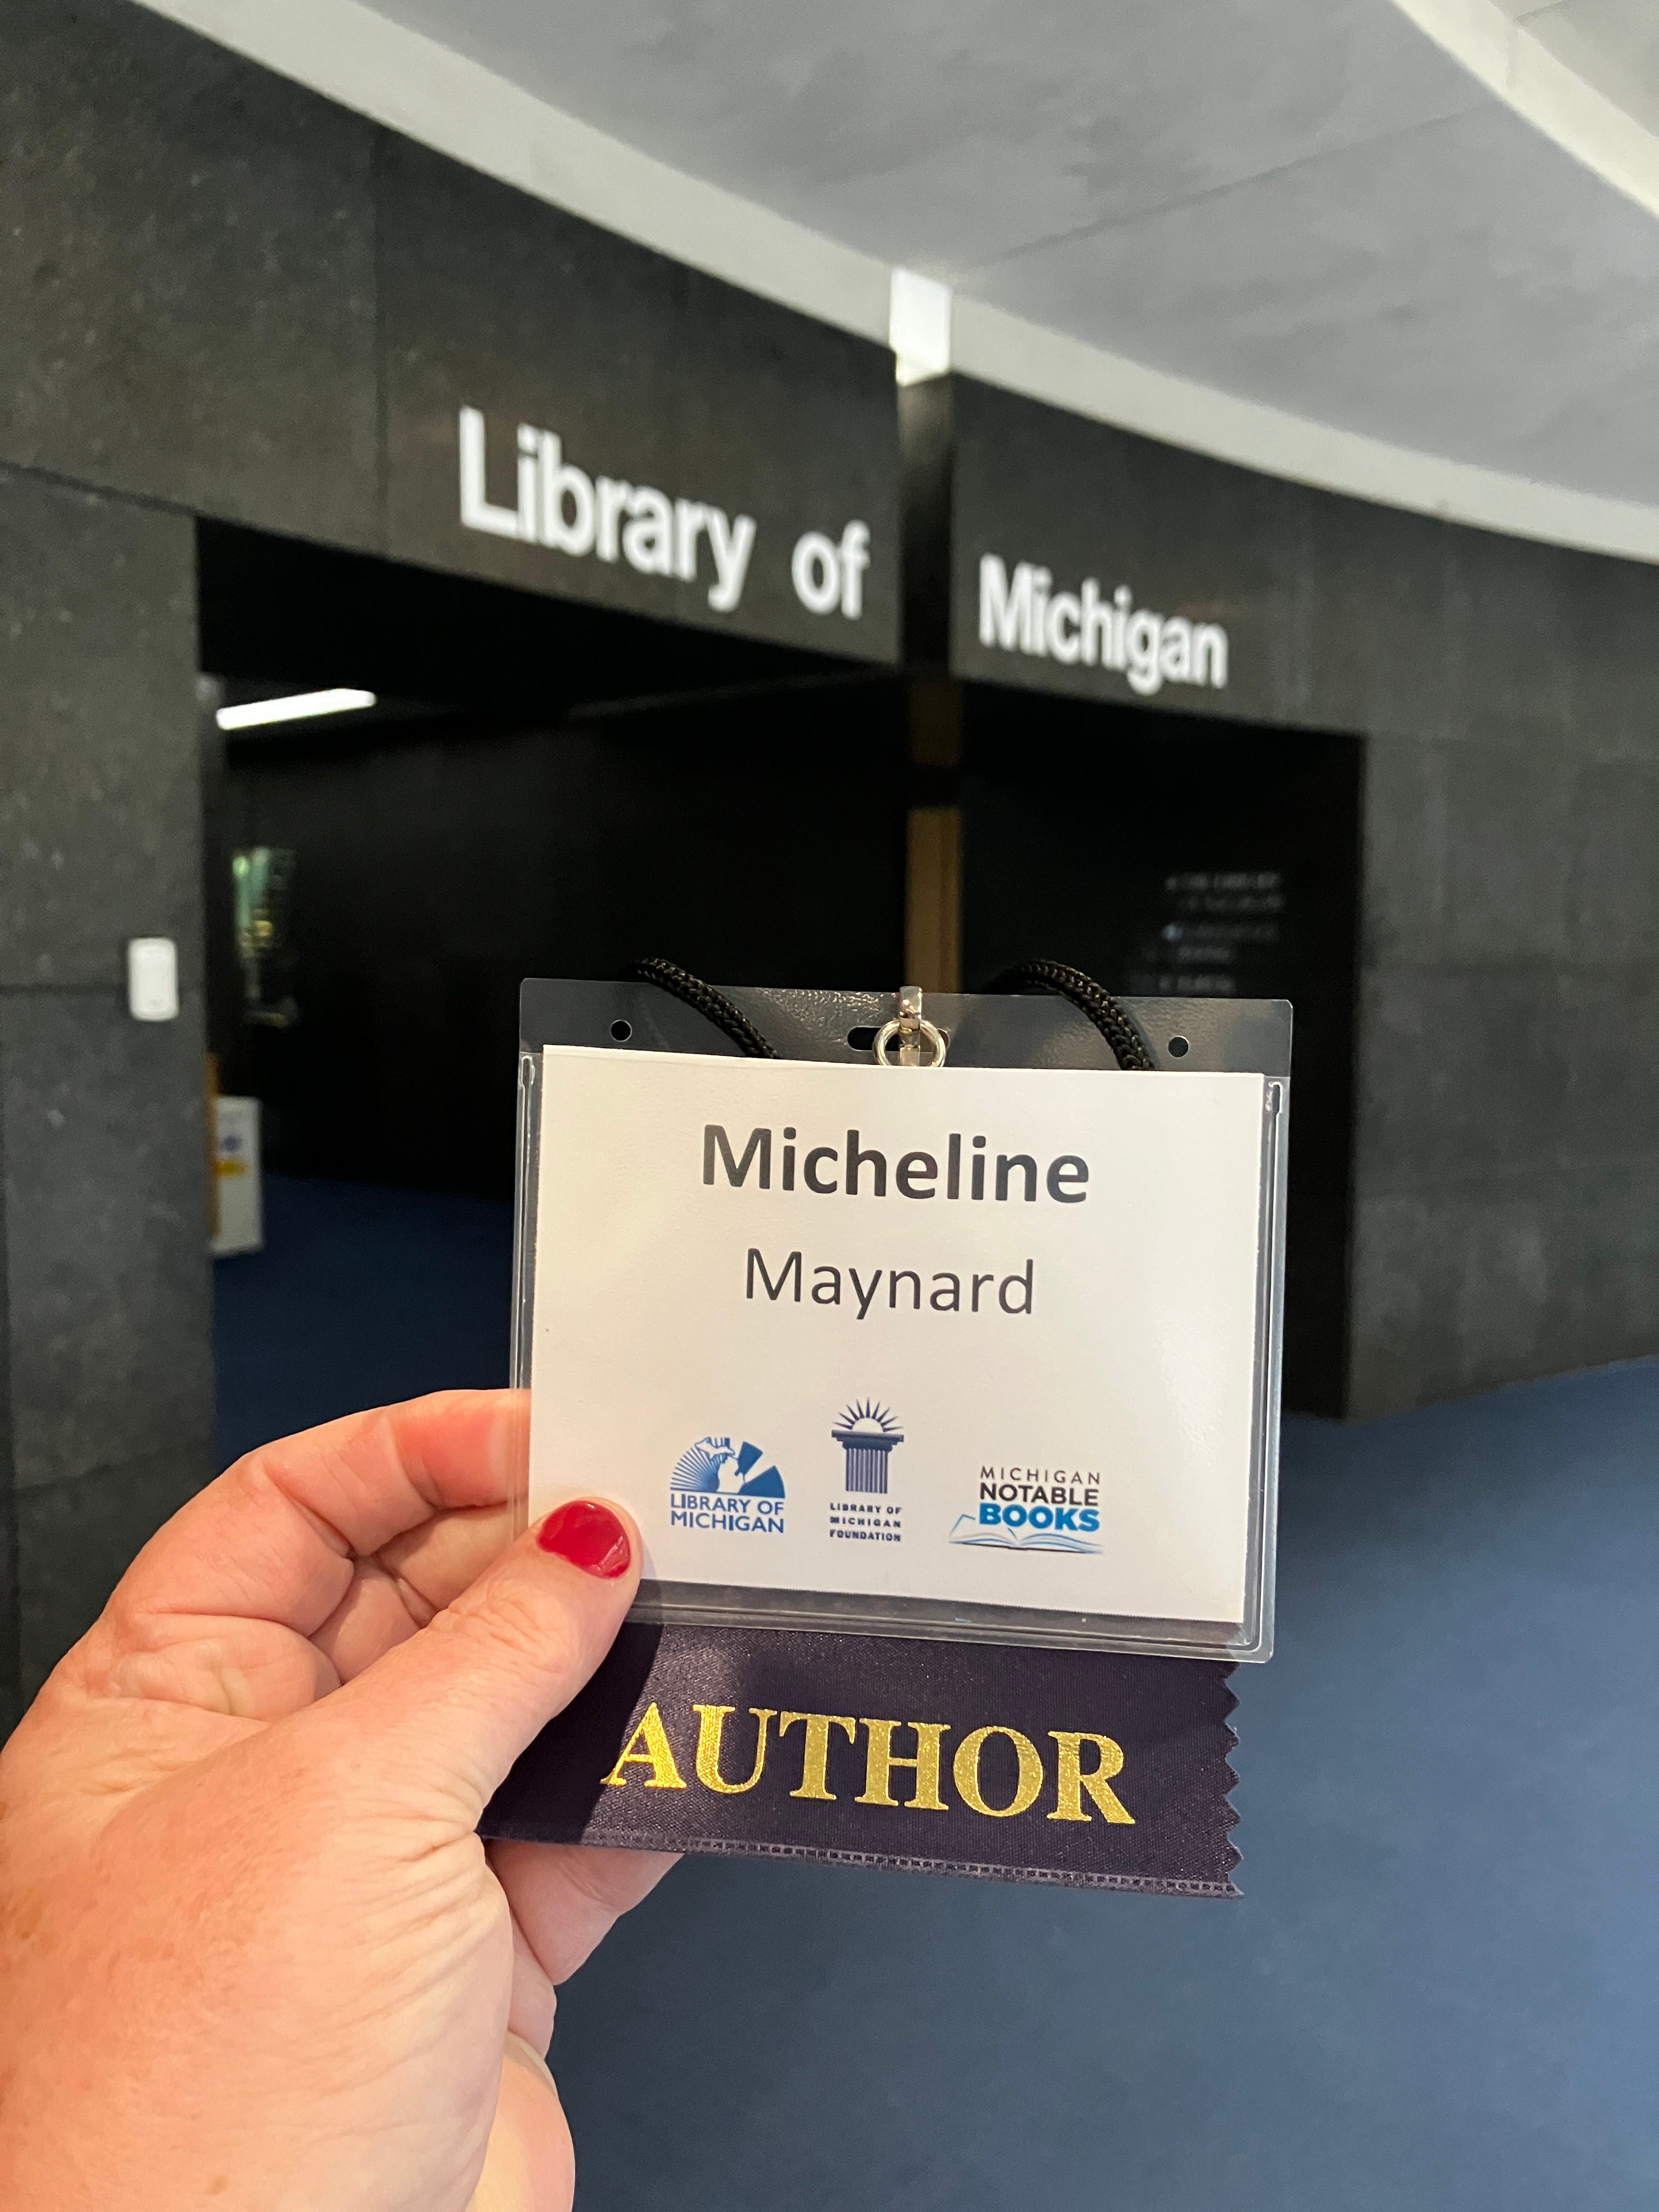 Library of Michigan
Micheline
Maynard
LIBRARY OF
MICHIGAN
LIBRARY OF
MICHIGAN
FOUNDATION
MICHIGAN
NOTABLE
BOOKS
AUTHOR